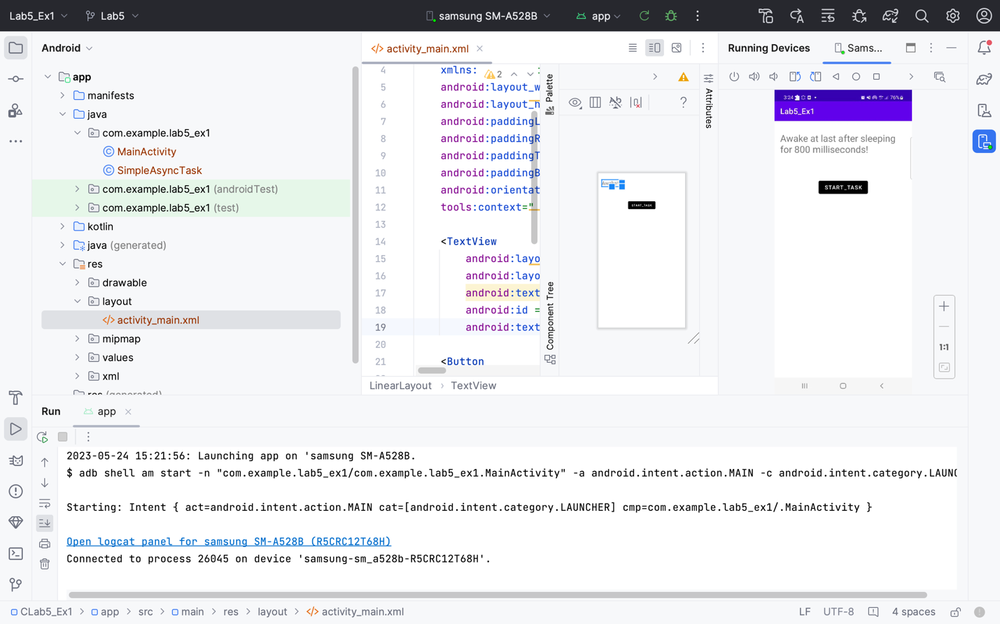 Lab5_Ex1
Lab5
samsung SM-A528B
app
Android
app
manifests
java
com.example.lab5_ex1
MainActivity
SimpleAsyncTask
com.example.lab5_ex1 (androidTest)
com.example.lab5_ex1 (test)
kotlin
java (generated)
res
drawable
layout
activity_main.xml
mipmap
values
xml
res (generated)
activity_main.xml
2
4 xmlns:
5 android:layout_w
6 android:layout_h
7 android:paddingL
8 android:paddingR
9 android:paddingT
10 android:paddingB
11 android:orientat
12 tools:context="
13
14 <TextView
15 android:layo
16 android:layo
17 android:text
18 android:id =
19 android:text
20
21 <Button
LinearLayout > TextView
Palette
Component Tree
?
START_TASK
Attributes
Running Devices
Sams...
3:24
76%
Lab5_Ex1
Awake at last after sleeping
for 800 milliseconds!
START_TASK
1:1
Run
app
2023-05-24 15:21:56: Launching app on 'samsung SM-A528B.
$ adb shell am start -n "com.example.lab5_ex1/com.example.lab5_ex1.MainActivity" -a android.intent.action.MAIN -c android.intent.category.LAUNC
Starting: Intent { act=android.intent.action.MAIN cat=[android.intent.category.LAUNCHER] cmp=com.example.lab5_ex1/.MainActivity }
Open logcat panel for samsung SM-A528B (R5CRC12T68H)
Connected to process 26045 on device 'samsung-sm_a528b-R5CRC12T68H'.
CLab5_Ex1 > app > src > main > res > layout > activity_main.xml
LF
UTF-8
4 spaces